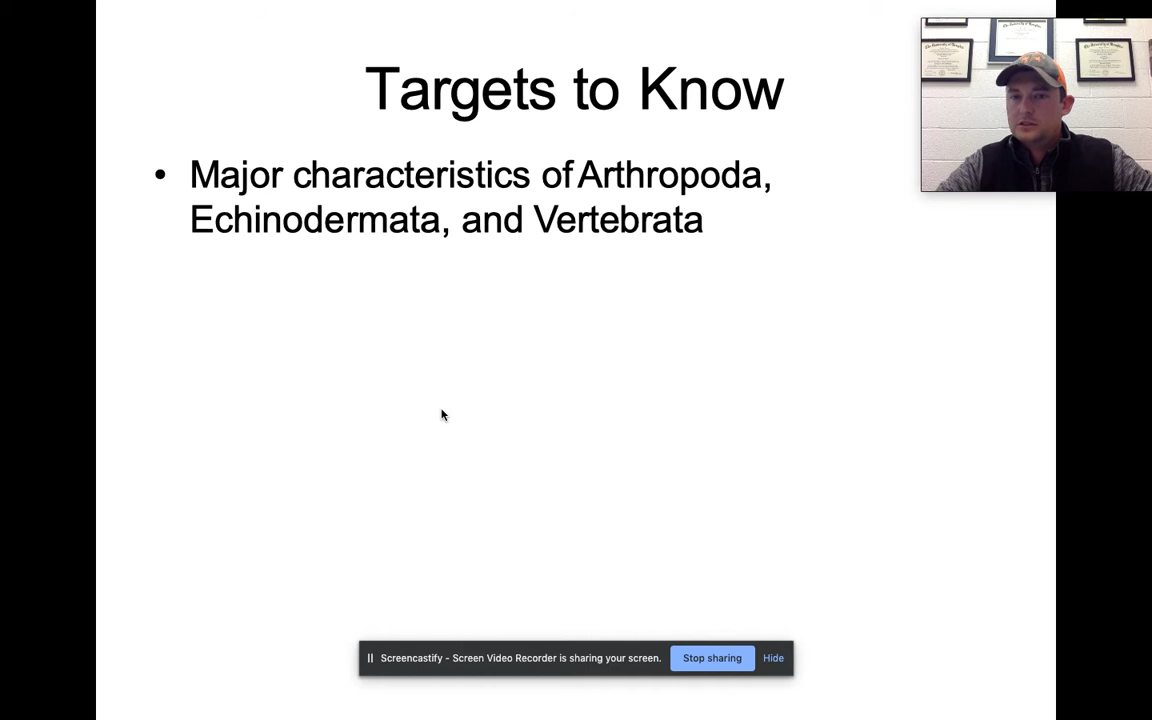 Targets to Know
• Major characteristics of Arthropoda,
Echinodermata, and Vertebrata
Screencastify - Screen Video Recorder is sharing your screen.
Stop sharing
Hide